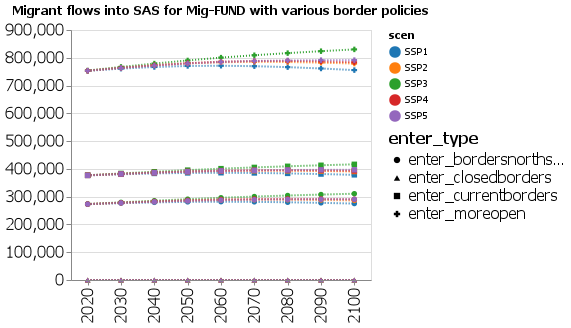 Migrant flows into SAS for Mig-FUND with various border policies
900,000
800,000
700,000
600,000
500,000
400,000
300,000
200,000
100,000
0
2020
2030
2040
2050
2060
2070
2080
2090
2100
scen
SSP1
SSP2
SSP3
SSP4
SSP5
enter_type
enter_bordersnorths...
enter_closedborders
enter_currentborders
enter_moreopen